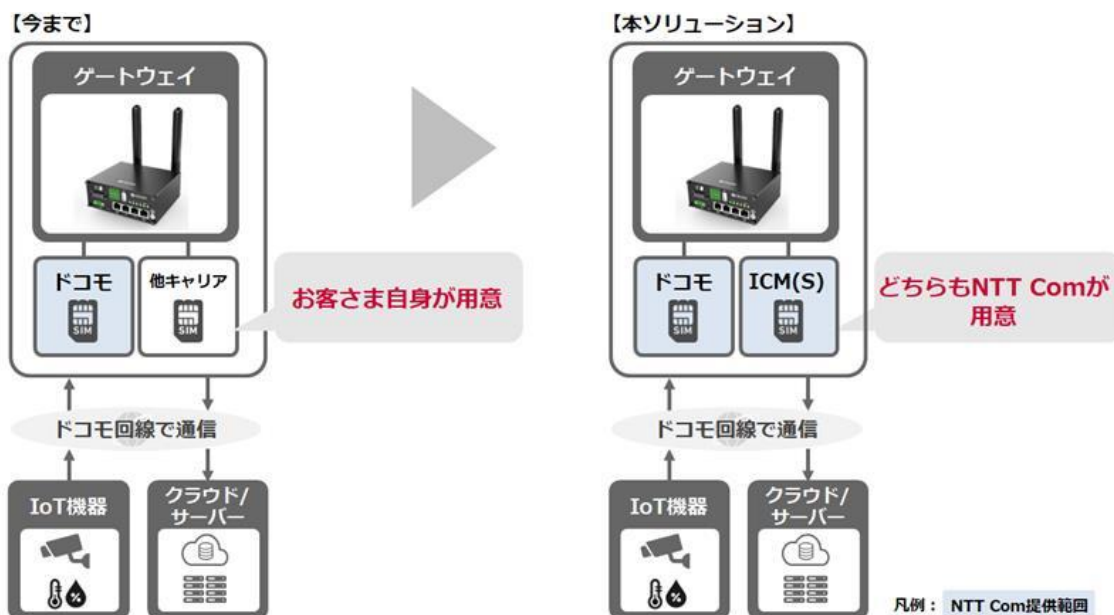 【今まで】
ゲートウェイ
ドコモ
SIM
他キャリア
SIM
お客さま自身が用意
ドコモ回線で通信
IoT機器
クラウド/
サーバー
【本ソリューション】
ゲートウェイ
ドコモ
SIM
ICM(S)
SIM
どちらもNTT Comが
用意
ドコモ回線で通信
IoT機器
クラウド/
サーバー
凡例： NTT Com提供範囲